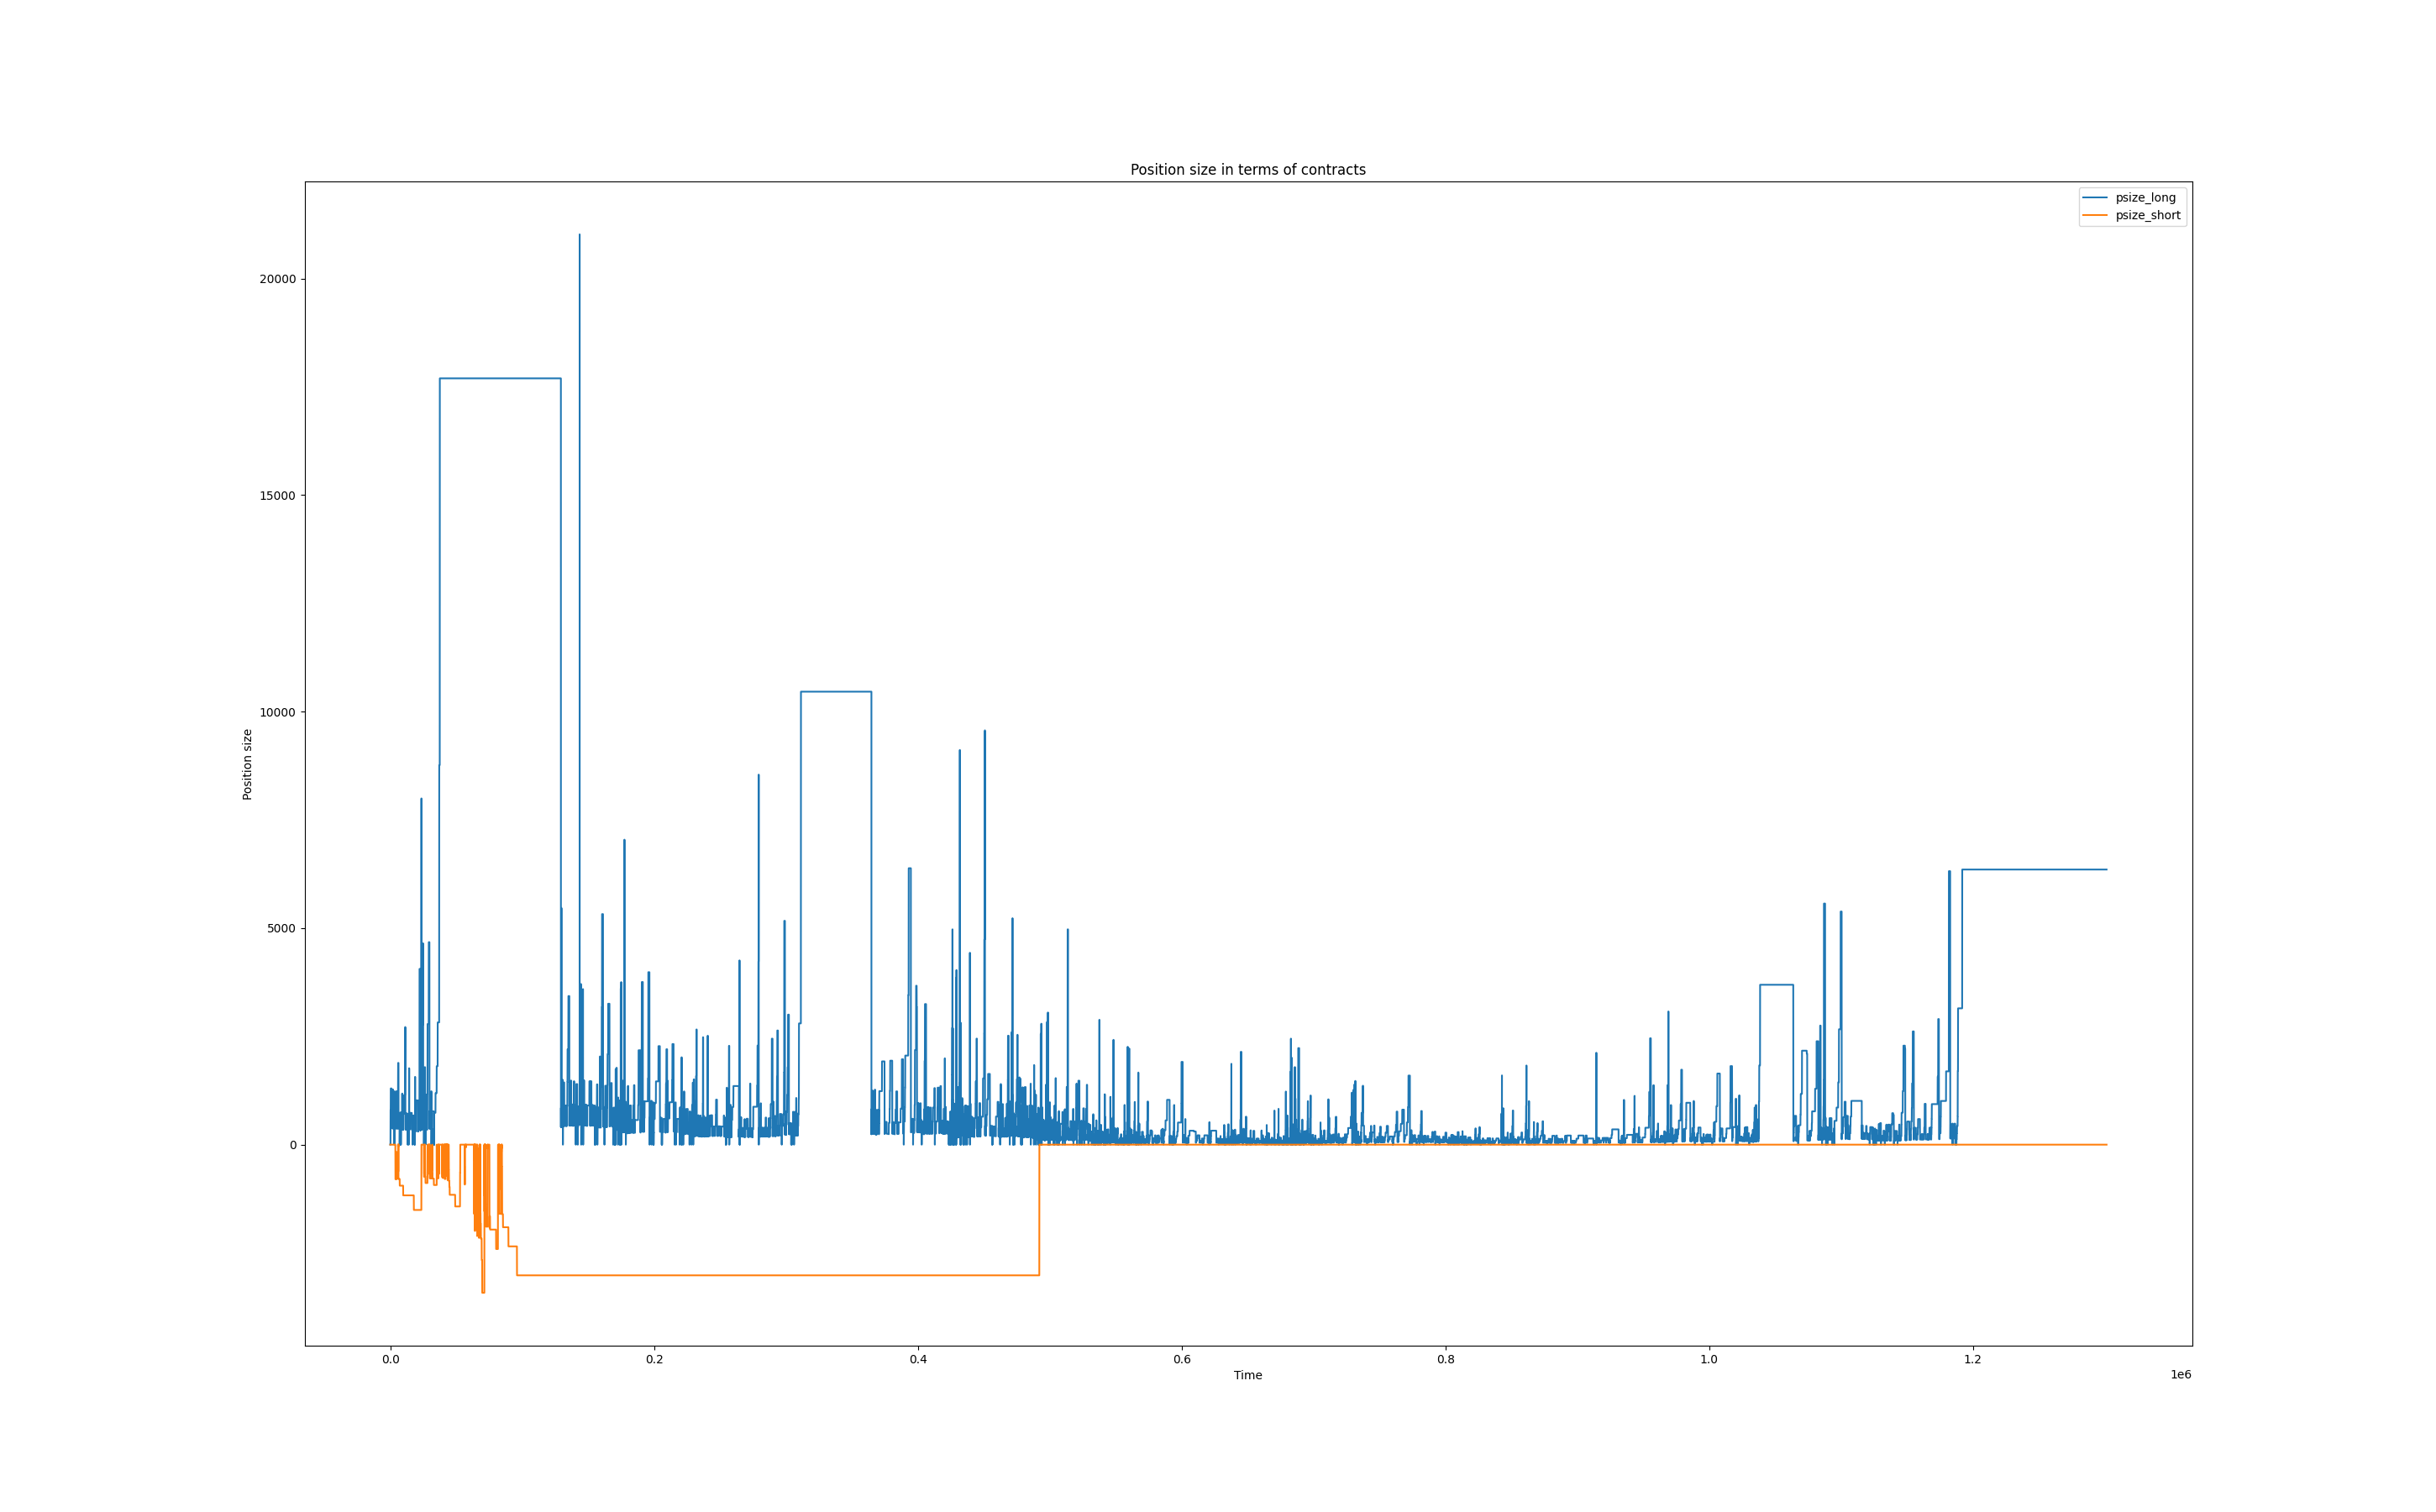 Position size in terms of contracts
psize_long
psize_short
Position size
20000
15000
10000
5000
0
0.0 0.2 0.4 0.6 0.8 1.0 1.2
Time
1e6